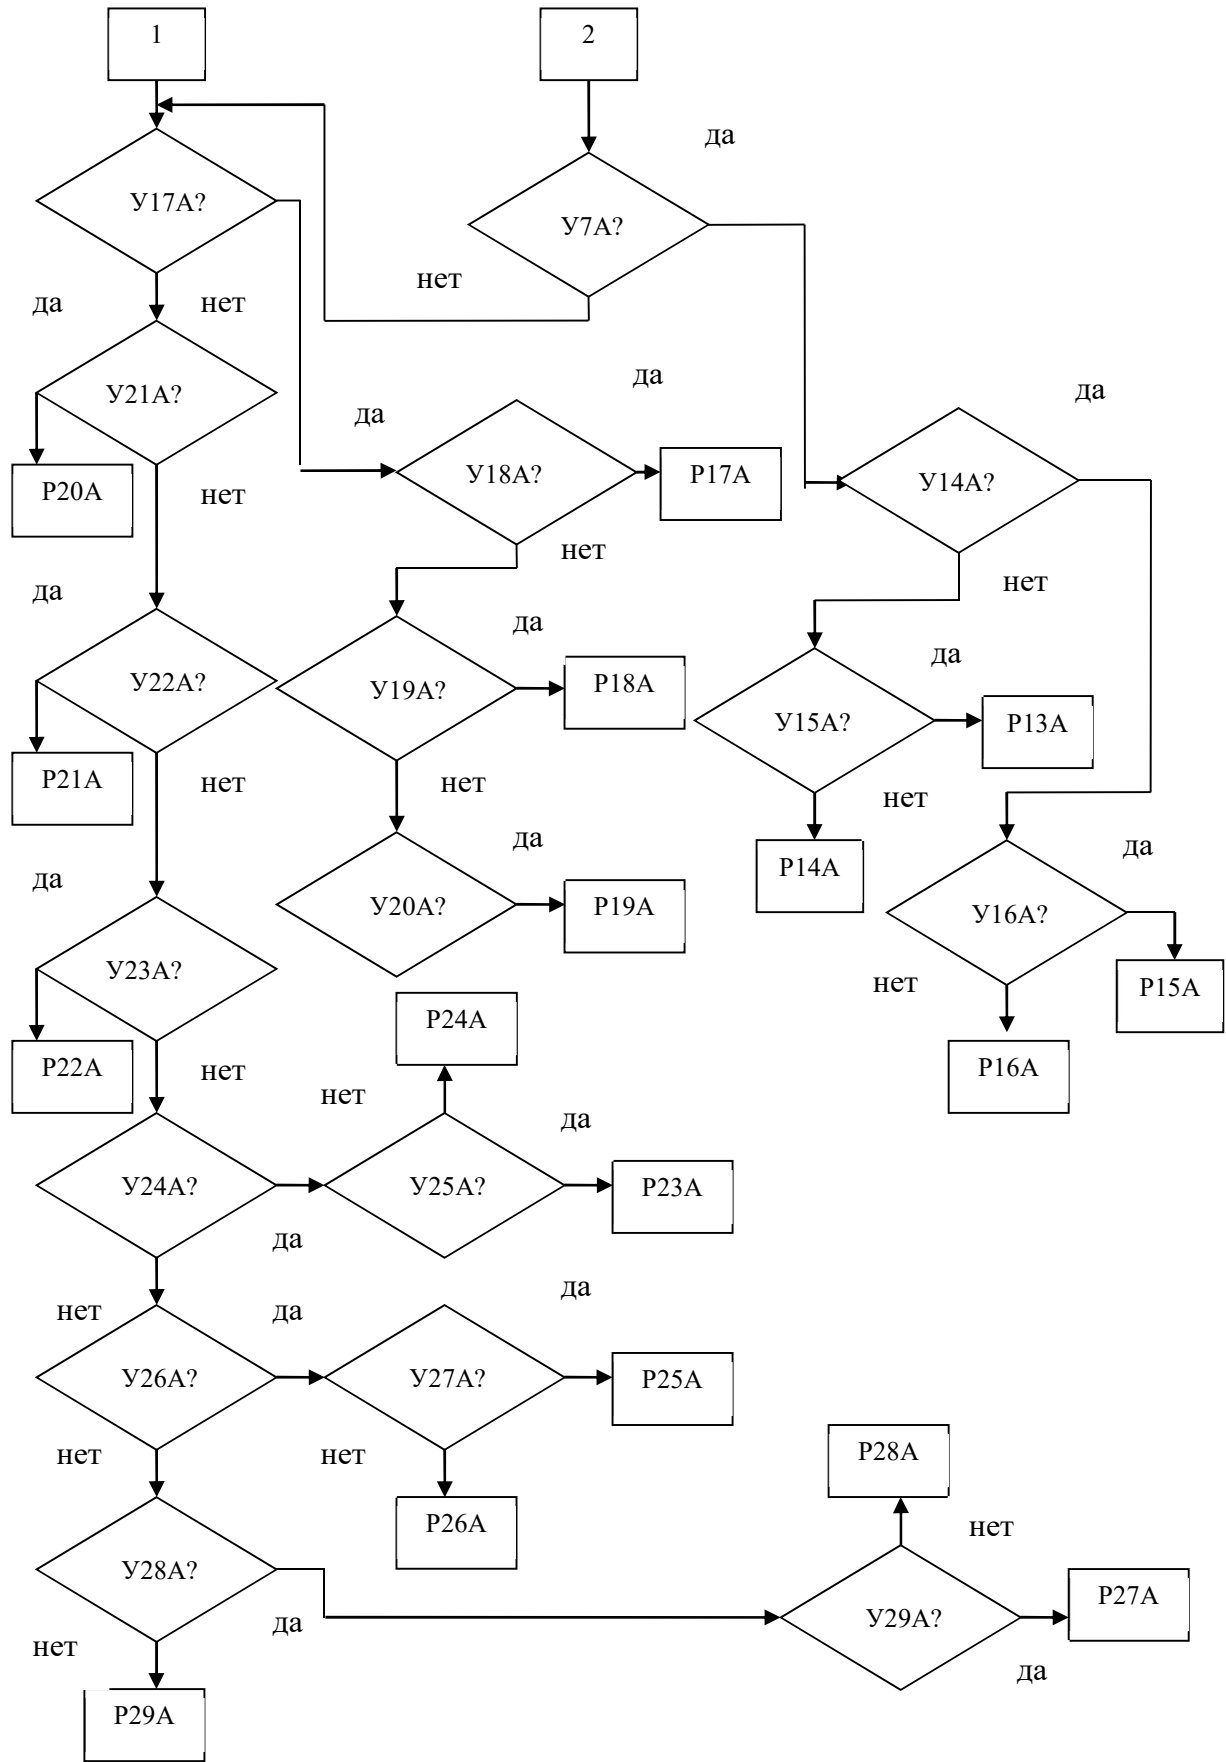 1
2
да
У17А?
У7А?
нет
да
нет
да
У21А?
да
да
Р20А
нет
У18А?
Р17А
У14А?
нет
нет
да
да
У22А?
У19А?
Р18А
да
У15А?
Р13А
Р21А
нет
нет
нет
да
да
Р14А
да
У20А?
Р19А
У16А?
У23А?
нет
Р15А
Р24А
Р22А
нет
Р16А
нет
да
У24А?
У25А?
Р23А
да
да
нет
да
У26А?
У27А?
Р25А
нет
нет
Р28А
Р26А
нет
У28А?
Р27А
да
У29А?
нет
да
Р29А